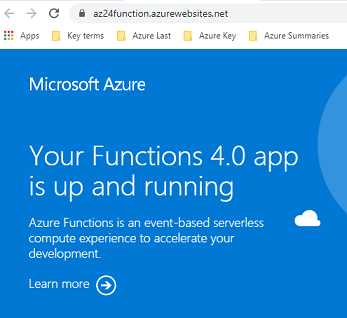 az24function.azurewebsites.net
Apps Key terms Azure Last Azure Key Azure Summaries
Microsoft Azure
Your Functions 4.0 app
is up and running
Azure Functions is an event-based serverless
compute experience to accelerate your
development.
Learn more